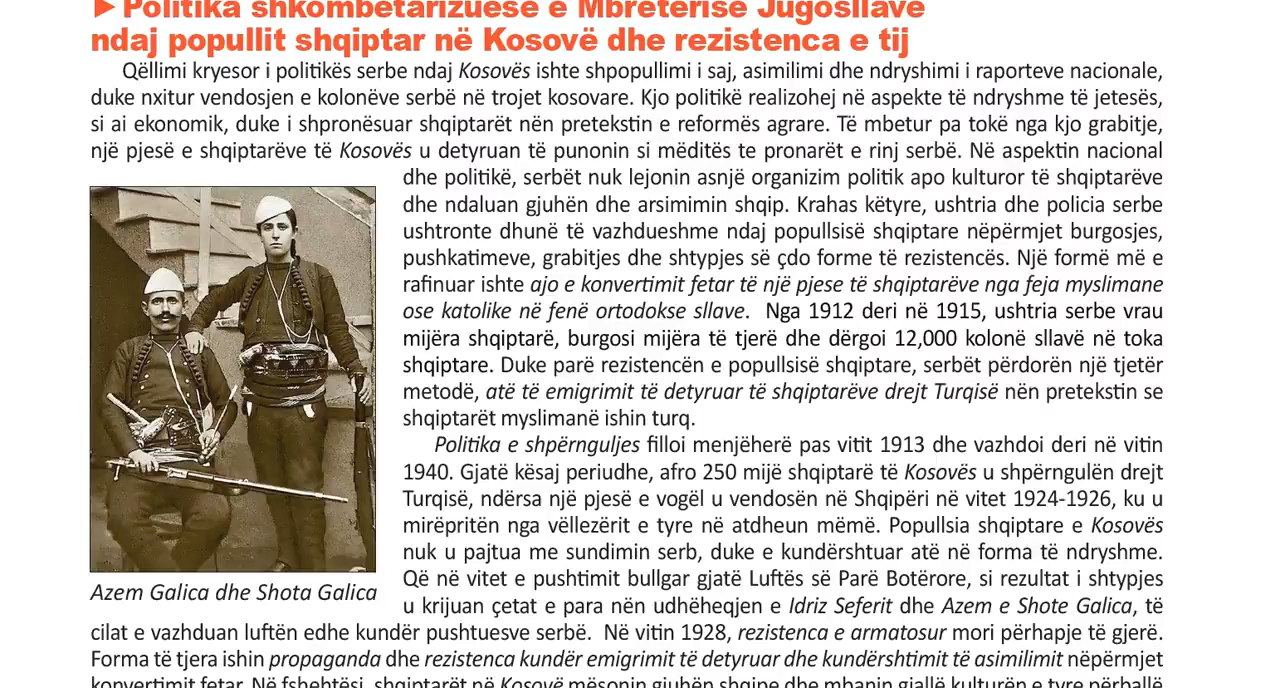 ►Politika shkombëtarizuese e Mbretërisë Jugosllave
ndaj popullit shqiptar në Kosovë dhe rezistenca e tij
Qëllimi kryesor i politikës serbe ndaj Kosovës ishte shpopullimi i saj, asimilimi dhe ndryshimi i raporteve nacionale,
duke nxitur vendosjen e kolonëve serbë në trojet kosovare. Kjo politikë realizohej në aspekte të ndryshme të jetesës,
si ai ekonomik, duke i shpronësuar shqiptarët nën pretekstin e reformës agrare. Të mbetur pa tokë nga kjo grabitje,
një pjesë e shqiptarëve të Kosovës u detyruan të punonin si mëditës te pronarët e rinj serbë. Në aspektin nacional
dhe politikë, serbët nuk lejonin asnjë organizim politik apo kulturor të shqiptarëve
dhe ndaluan gjuhën dhe arsimimin shqip. Krahas këtyre, ushtria dhe policia serbe
ushtronte dhunë të vazhdueshme ndaj popullsisë shqiptare nëpërmjet burgosjes,
pushkatimeve, grabitjes dhe shtypjes së çdo forme të rezistencës. Një formë më e
rafinuar ishte ajo e konvertimit fetar të një pjese të shqiptarëve nga feja myslimane
ose katolike në fenë ortodokse sllave. Nga 1912 deri në 1915, ushtria serbe vrau
mijëra shqiptarë, burgosi mijëra të tjerë dhe dërgoi 12,000 kolonë sllavë në toka
shqiptare. Duke parë rezistencën e popullsisë shqiptare, serbët përdorën një tjetër
metodë, atë të emigrimit të detyruar të shqiptarëve drejt Turqisë nën pretekstin se
shqiptarët myslimanë ishin turq.
Politika e shpërnguljes filloi menjëherë pas vitit 1913 dhe vazhdoi deri në vitin
1940. Gjatë kësaj periudhe, afro 250 mijë shqiptarë të Kosovës u shpërngulën drejt
Turqisë, ndërsa një pjesë e vogël u vendosën në Shqipëri në vitet 1924-1926, ku u
mirëpritën nga vëllezërit e tyre në atdheun mëmë. Popullsia shqiptare e Kosovës
nuk u pajtua me sundimin serb, duke e kundërshtuar atë në forma të ndryshme.
Që në vitet e pushtimit bullgar gjatë Luftës së Parë Botërore, si rezultat i shtypjes
u krijuan çetat e para nën udhëheqjen e Idriz Seferit dhe Azem e Shote Galica, të
cilat e vazhduan luftën edhe kundër pushtuesve serbë. Në vitin 1928, rezistenca e armatosur mori përhapje të gjerë.
Forma të tjera ishin propaganda dhe rezistenca kundër emigrimit të detyruar dhe kundërshtimit të asimilimit nëpërmjet
konvertimit fetar. Në fshehtësi, shqiptarët në Kosovë mësonin gjuhën shqipe dhe mbanin gjallë kulturën e tyre përballë
Azem Galica dhe Shota Galica